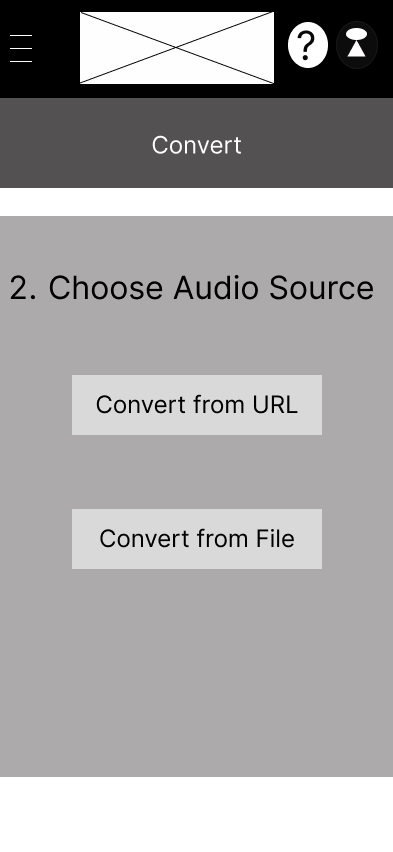 ?
Convert
2. Choose Audio Source
Convert from URL
Convert from File